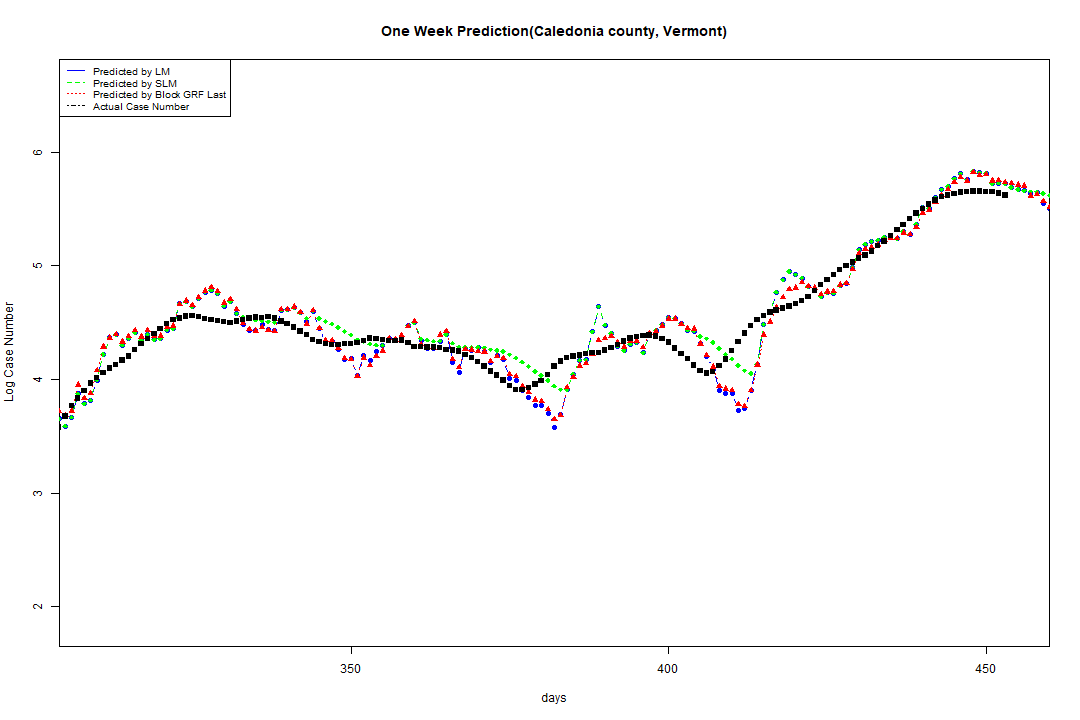 One Week Prediction(Caledonia county, Vermont)
Predicted by LM
Predicted by SLM
Predicted by Block GRF Last
Actual Case Number
Log Case Number
6
5
4
3
2
350
400
450
days